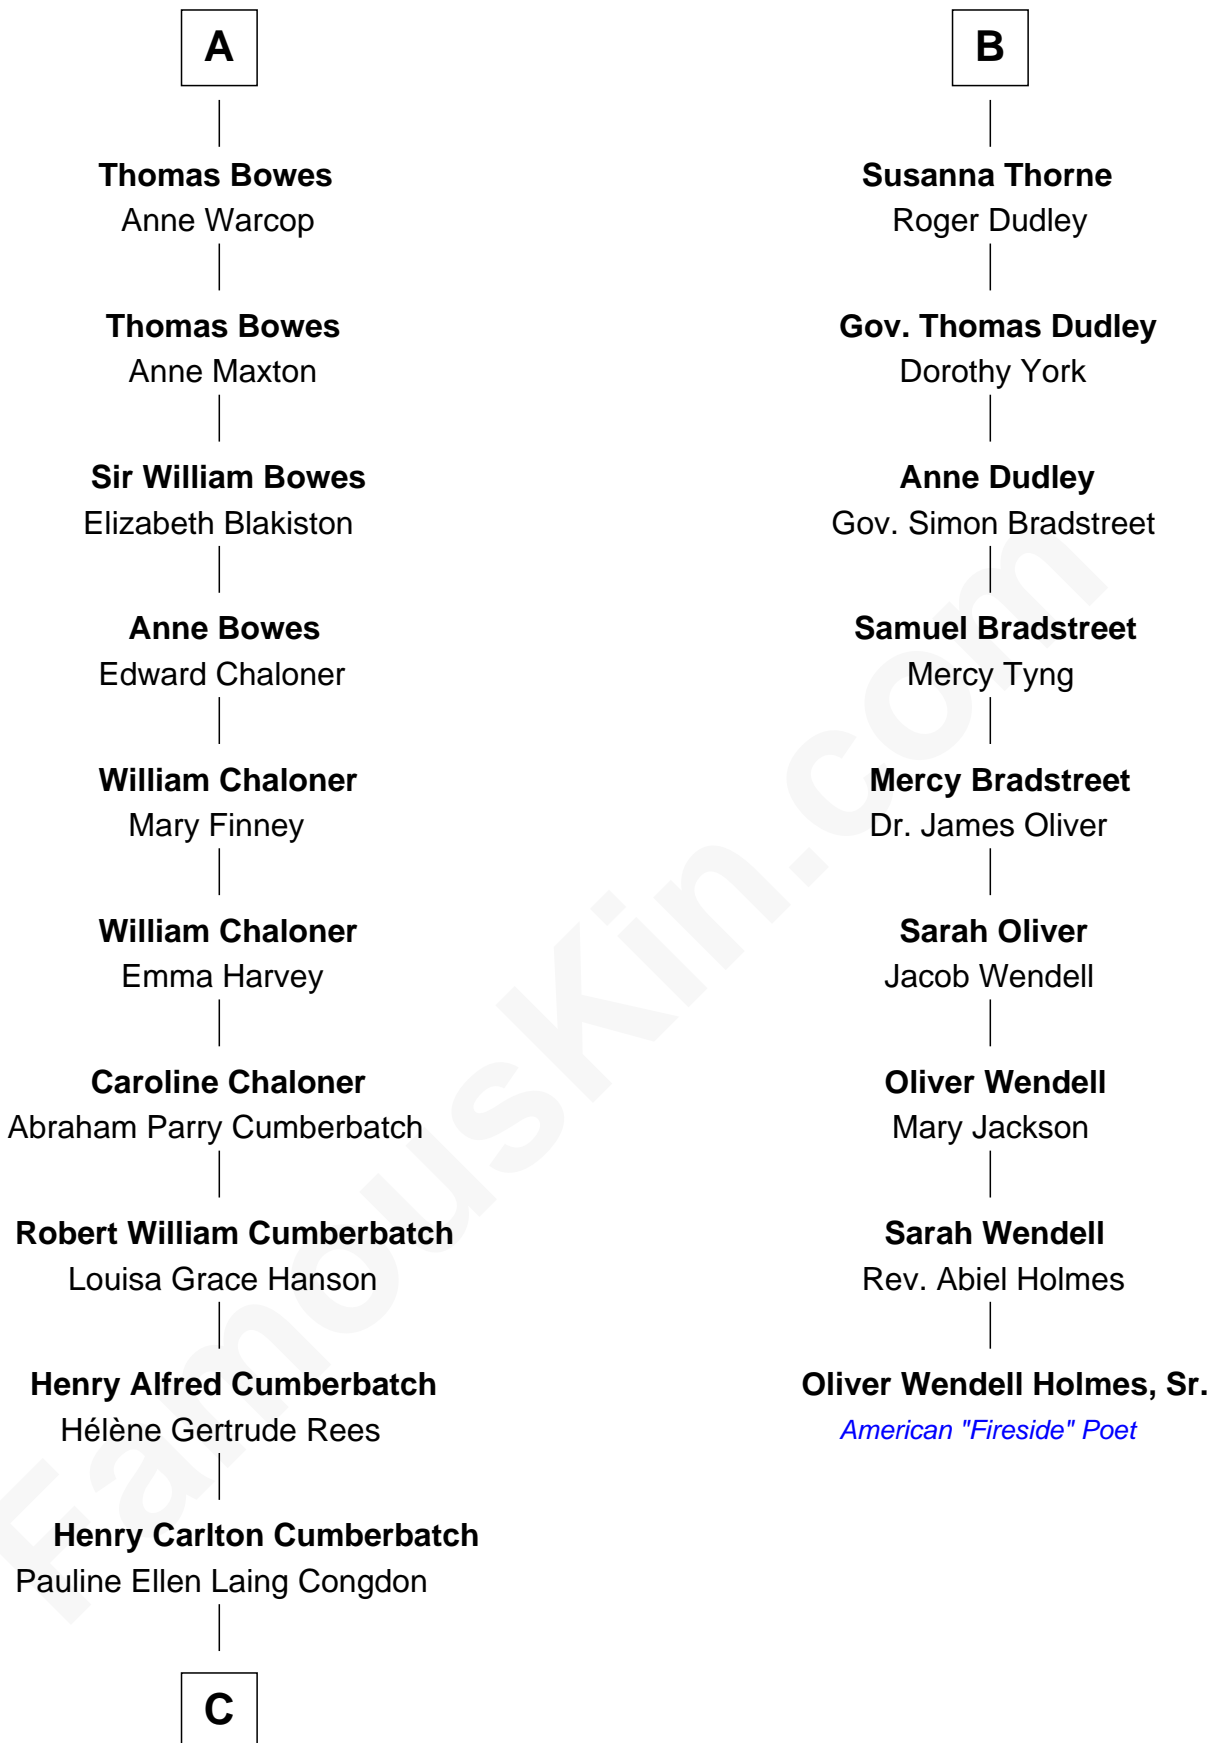 A
Thomas Bowes
Anne Warcop
Thomas Bowes
Anne Maxton
Sir William Bowes
Elizabeth Blakiston
Anne Bowes
Edward Chaloner
William Chaloner
Mary Finney
William Chaloner
Emma Harvey
Caroline Chaloner
Abraham Parry Cumberbatch
Robert William Cumberbatch
Louisa Grace Hanson
Henry Alfred Cumberbatch
Hélène Gertrude Rees
Henry Carlton Cumberbatch
Pauline Ellen Laing Congdon
C
B
Susanna Thorne
Roger Dudley
Gov. Thomas Dudley
Dorothy York
Anne Dudley
Gov. Simon Bradstreet
Samuel Bradstreet
Mercy Tyng
Mercy Bradstreet
Dr. James Oliver
Sarah Oliver
Jacob Wendell
Oliver Wendell
Mary Jackson
Sarah Wendell
Rev. Abiel Holmes
Oliver Wendell Holmes, Sr.
American "Fireside" Poet
FamousKin.com